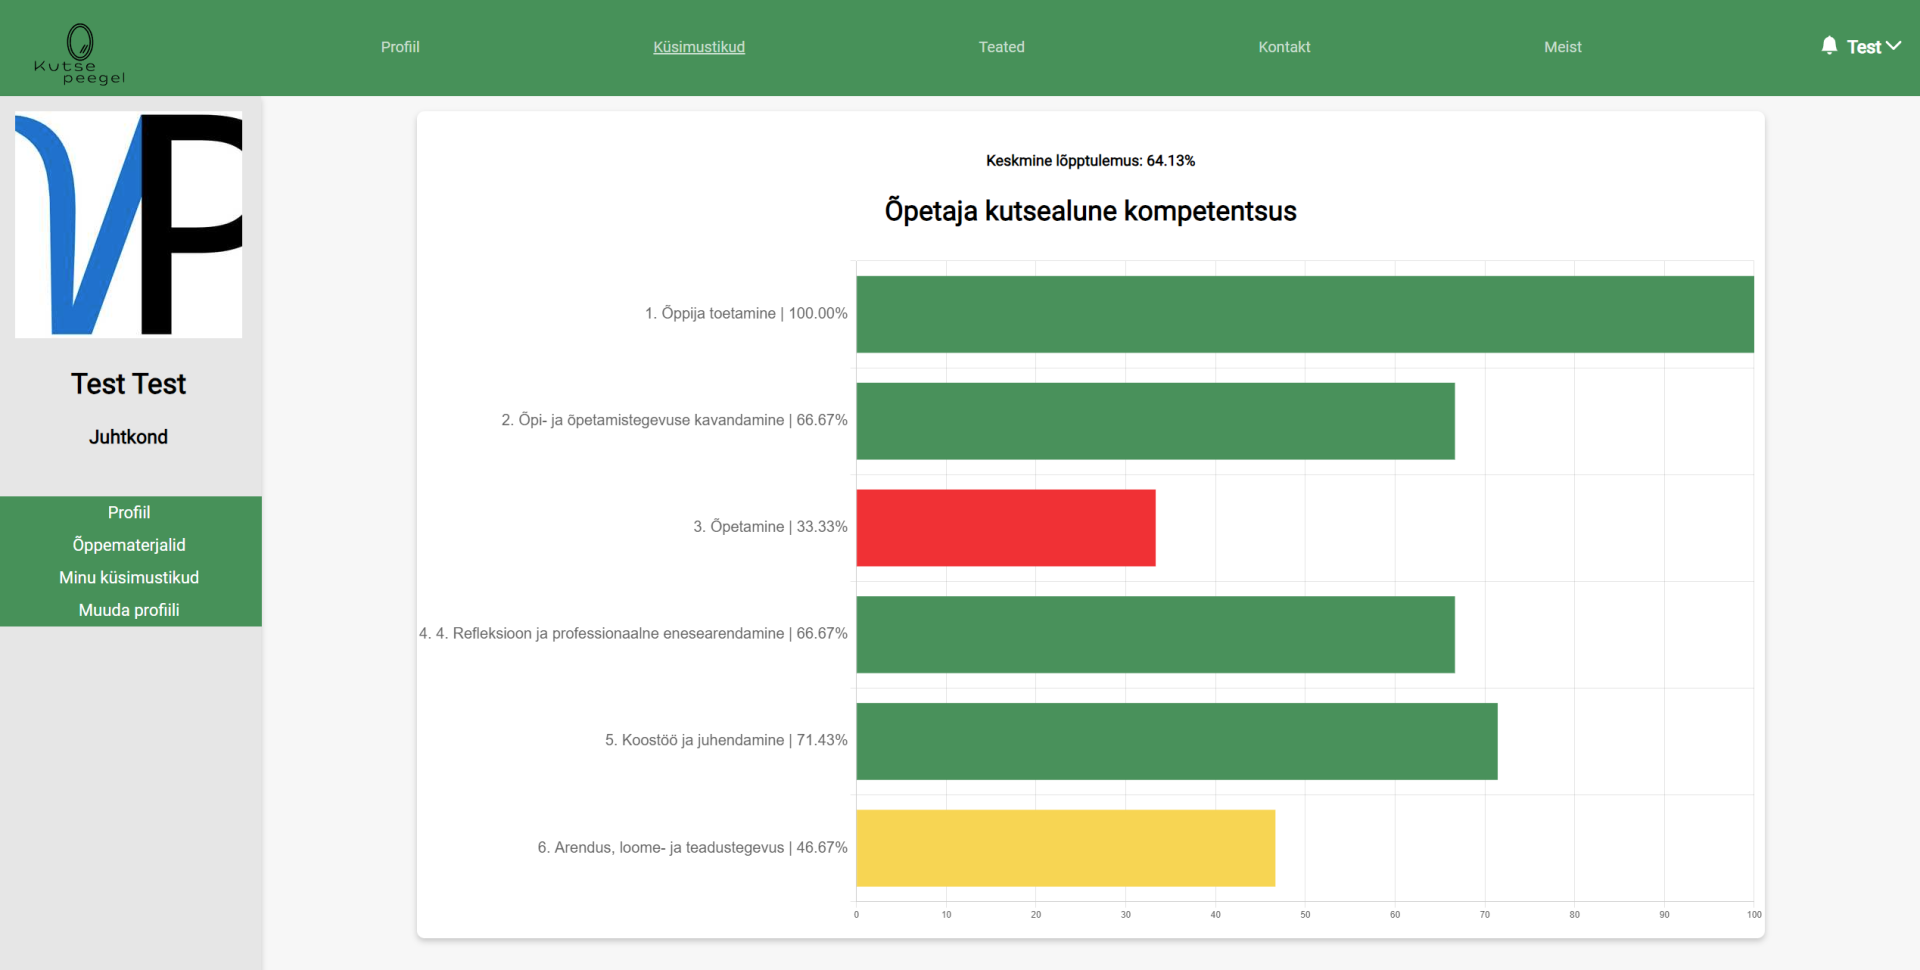 Kutse
peegel
Profiil
Küsimustikud
Teated
Kontakt
Meist
Test
VP
Test Test
Juhtkond
Profiil
Õppematerjalid
Minu küsimustikud
Muuda profiili
Keskmine lõpptulemus: 64.13%
Õpetaja kutsealune kompetentsus
1. Õppija toetamine | 100.00%
2. Õpi- ja õpetamistegevuse kavandamine | 66.67%
3. Õpetamine | 33.33%
4. 4. Refleksioon ja professionaalne enesearendamine | 66.67%
5. Koostöö ja juhendamine | 71.43%
6. Arendus, loome- ja teadustegevus | 46.67%
0 10 20 30 40 50 60 70 80 90 100